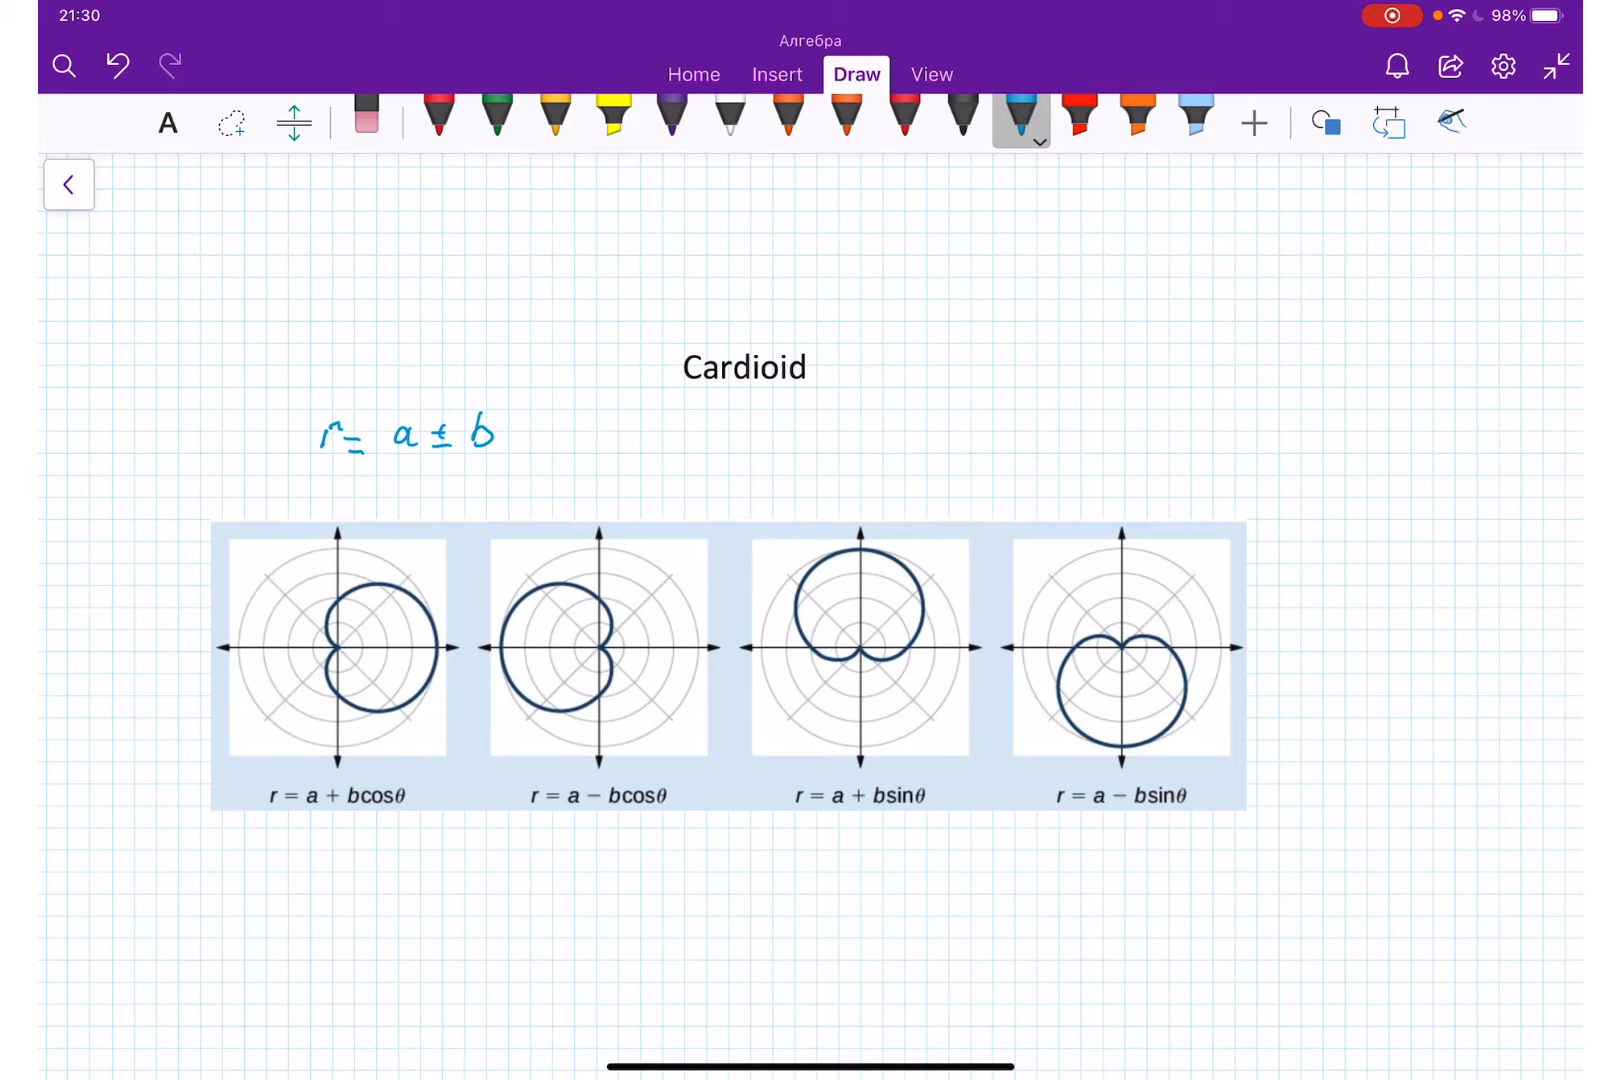 21:30
98%
Алгебра
Home Insert Draw View
A
Cardioid
r = a ± b
r = a + bcosθ
r = a − bcosθ
r = a + bsinθ
r = a − bsinθ